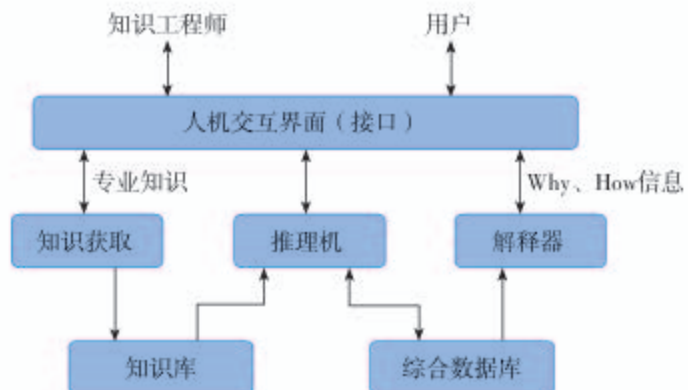 知识工程师
用户
人机交互界面（接口）
专业知识
Why、How信息
知识获取
推理机
解释器
知识库
综合数据库